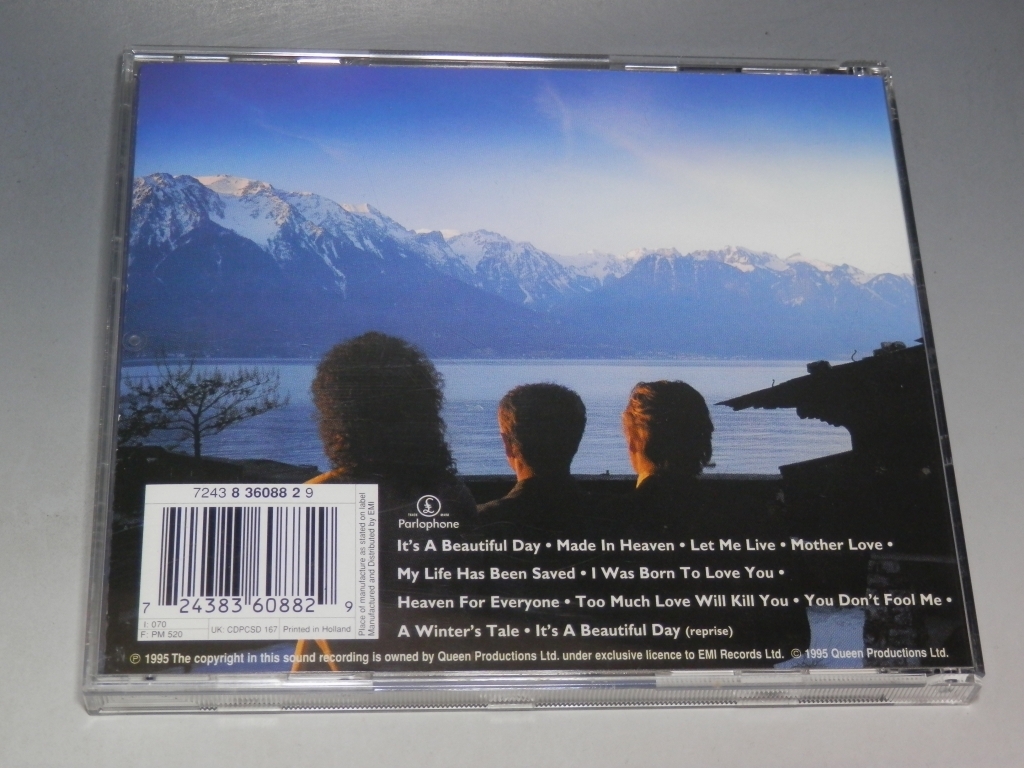 7243 8 36088 2 9
7 24383 60882 9
I: 070
F: PM 520
UK: CDPCSD 167
Printed in Holland
Place of manufacture as stated on label
Manufactured and Distributed by EMI
£
TRADE MARK
Parlophone
It's A Beautiful Day • Made In Heaven • Let Me Live • Mother Love •
My Life Has Been Saved • I Was Born To Love You •
Heaven For Everyone • Too Much Love Will Kill You • You Don't Fool Me •
A Winter's Tale • It's A Beautiful Day (reprise)
℗ 1995 The copyright in this sound recording is owned by Queen Productions Ltd. under exclusive licence to EMI Records Ltd. © 1995 Queen Productions Ltd.